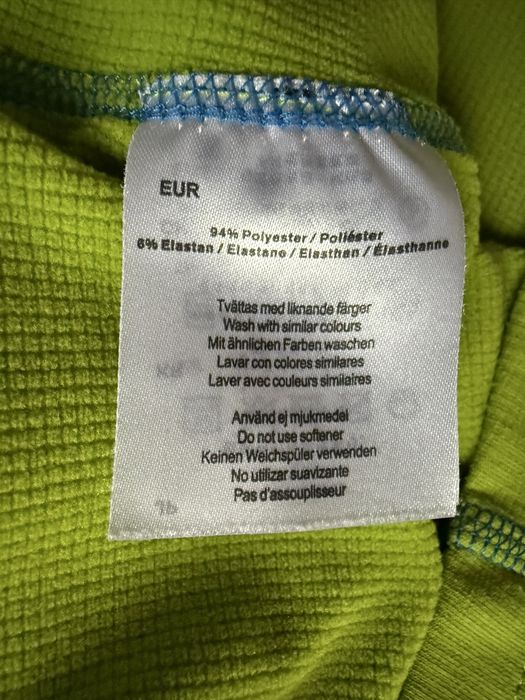 EUR
94% Polyester / Poliéster
6% Elastan / Elastano / Elasthan / Élasthanne
Tvättas med liknande färger
Wash with similar colours
Mit ähnlichen Farben waschen
Lavar con colores similares
Laver avec couleurs similaires
Använd ej mjukmedel
Do not use softener
Keinen Weichspüler verwenden
No utilizar suavizante
Pas d'assouplisseur